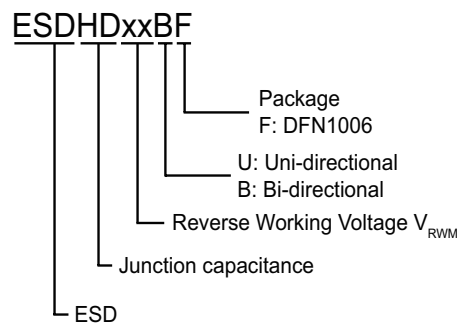 ESDHDxxBF
Package
F: DFN1006
U: Uni-directional
B: Bi-directional
Reverse Working Voltage VRWM
Junction capacitance
ESD